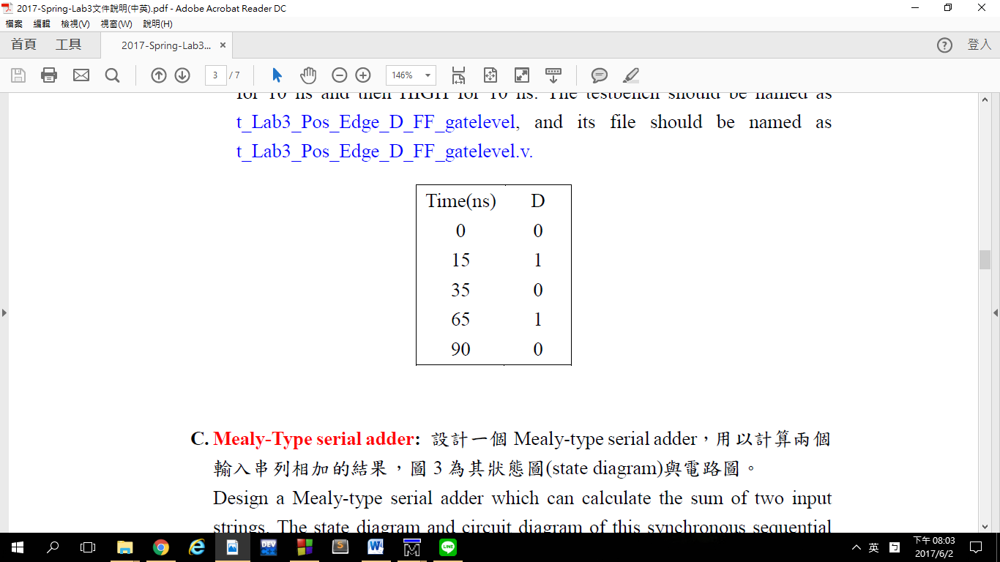 2017-Spring-Lab3文件說明(中英).pdf - Adobe Acrobat Reader DC
檔案 編輯 檢視(V) 視窗(W) 說明(H)
首頁 工具 2017-Spring-Lab3... × 登入
3 / 7 146%
for 10 ns and then HIGH for 10 ns. The testbench should be named as
t_Lab3_Pos_Edge_D_FF_gatelevel, and its file should be named as
t_Lab3_Pos_Edge_D_FF_gatelevel.v.
Time(ns) D
0 0
15 1
35 0
65 1
90 0
C. Mealy-Type serial adder: 設計一個 Mealy-type serial adder，用以計算兩個
輸入串列相加的結果，圖 3 為其狀態圖(state diagram)與電路圖。
Design a Mealy-type serial adder which can calculate the sum of two input
strings. The state diagram and circuit diagram of this synchronous sequential
DEV
英 下午 08:03
2017/6/2